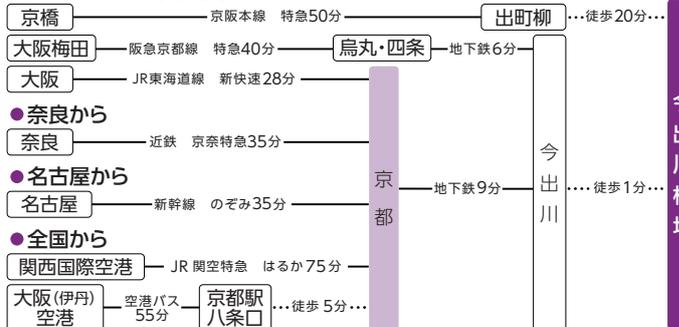 京橋 京阪本線 特急50分 出町柳 徒歩20分
大阪梅田 阪急京都線 特急40分 烏丸・四条 地下鉄6分
大阪 JR東海道線 新快速28分
●奈良から
奈良 近鉄 京奈特急35分
●名古屋から
京都 地下鉄9分 今出川 徒歩1分
名古屋 新幹線 のぞみ35分
●全国から
関西国際空港 JR関空特急 はるか75分
大阪(伊丹)空港 空港バス55分 京都駅八条口 徒歩5分